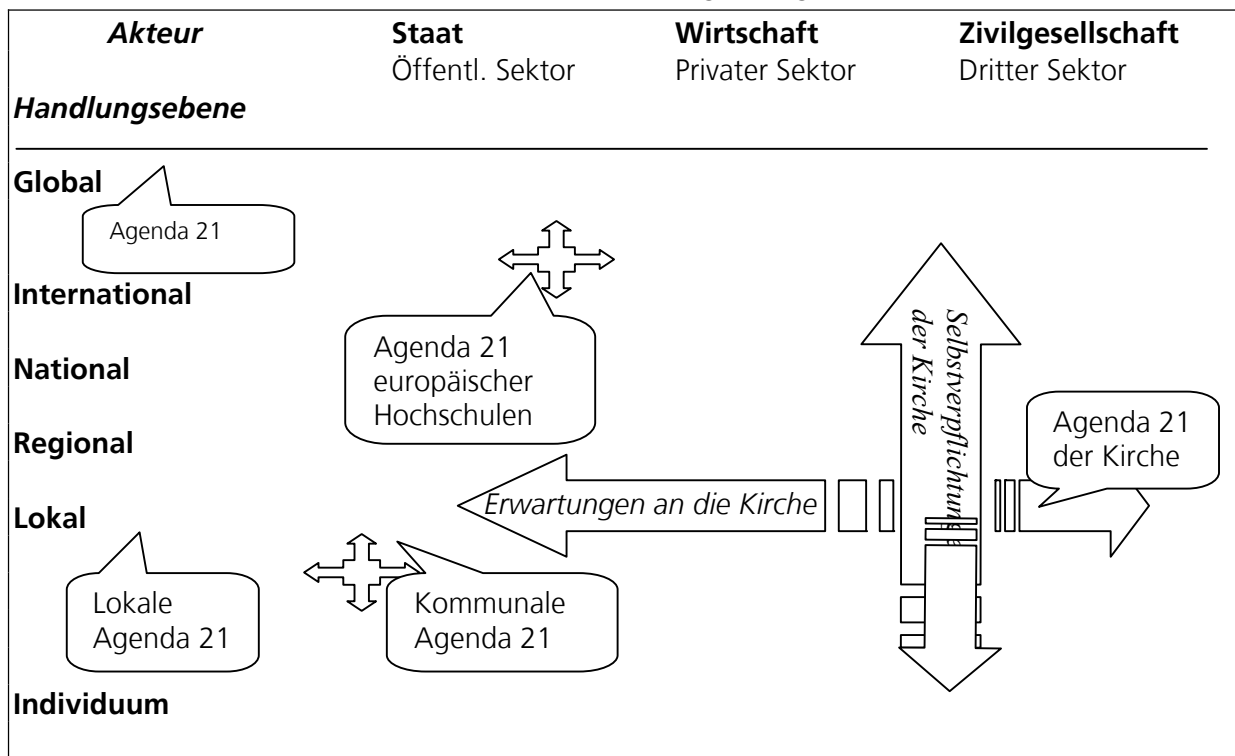 Akteur Staat Wirtschaft Zivilgesellschaft
Öffentl. Sektor Privater Sektor Dritter Sektor
Handlungsebene
Global
Agenda 21
International
Agenda 21
europäischer
Hochschulen
National
Regional
Selbstverpflichtung
der Kirche
Agenda 21
der Kirche
Erwartungen an die Kirche
Lokal
Lokale
Agenda 21
Kommunale
Agenda 21
Individuum